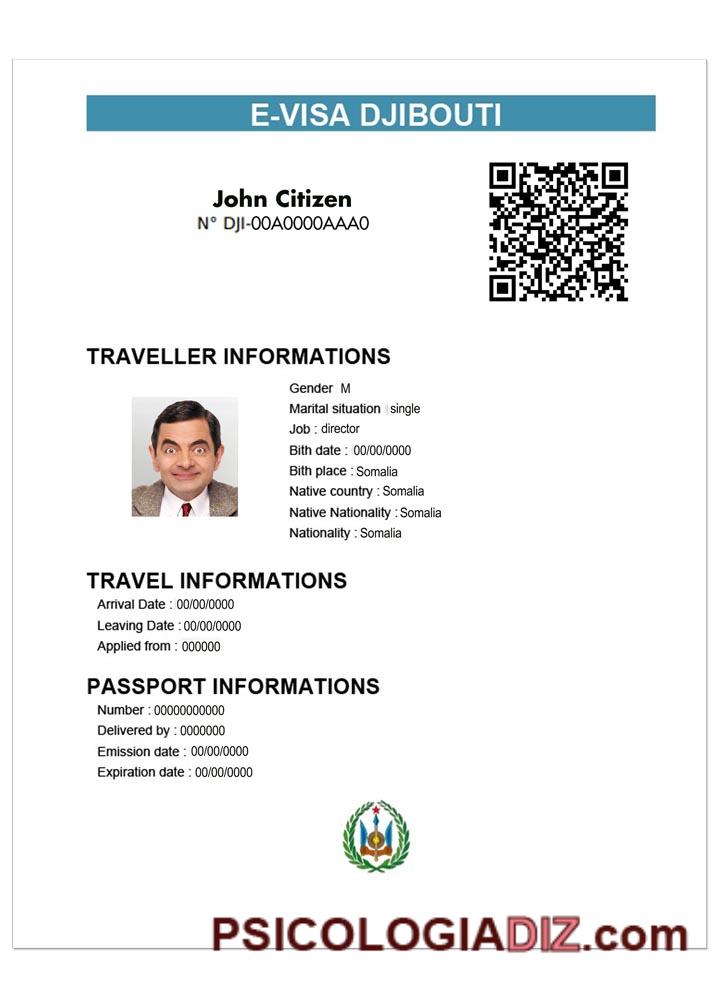 E-VISA DJIBOUTI
John Citizen
N° DJI-00A0000AAA0
TRAVELLER INFORMATIONS
Gender M
Marital situation single
Job : director
Bith date : 00/00/0000
Bith place : Somalia
Native country : Somalia
Native Nationality : Somalia
Nationality : Somalia
TRAVEL INFORMATIONS
Arrival Date : 00/00/0000
Leaving Date : 00/00/0000
Applied from : 000000
PASSPORT INFORMATIONS
Number : 00000000000
Delivered by : 0000000
Emission date : 00/00/0000
Expiration date : 00/00/0000
PSICOLOGIADIZ.com